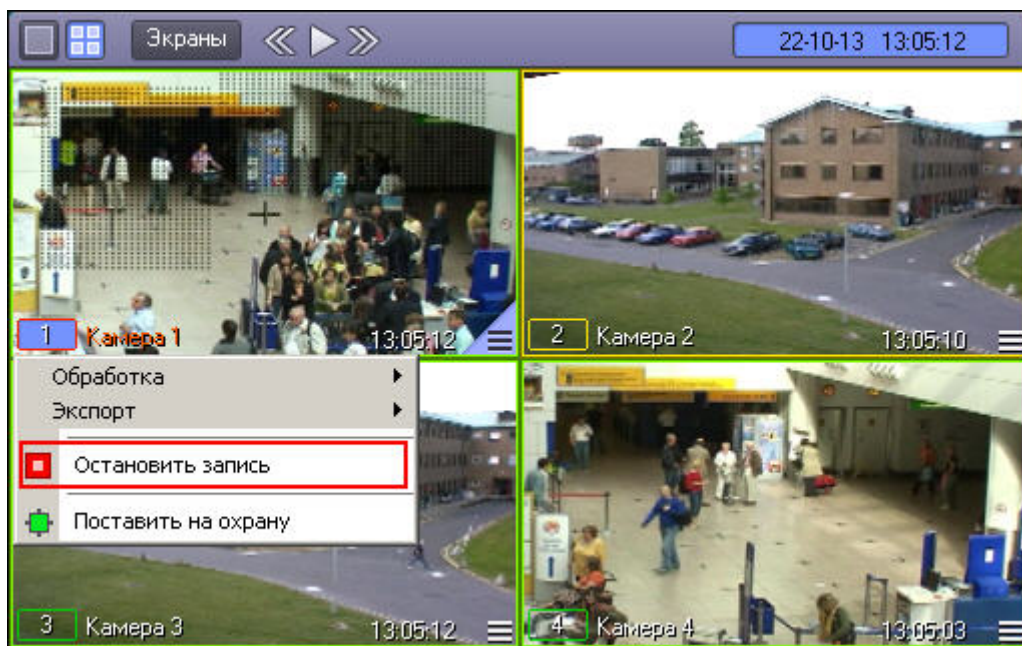 Экраны
22-10-13 13:05:12
1 Камера 1 13:05:12
2 Камера 2 13:05:10
Обработка
Экспорт
Остановить запись
Поставить на охрану
3 Камера 3 13:05:12
4 Камера 4 13:05:03